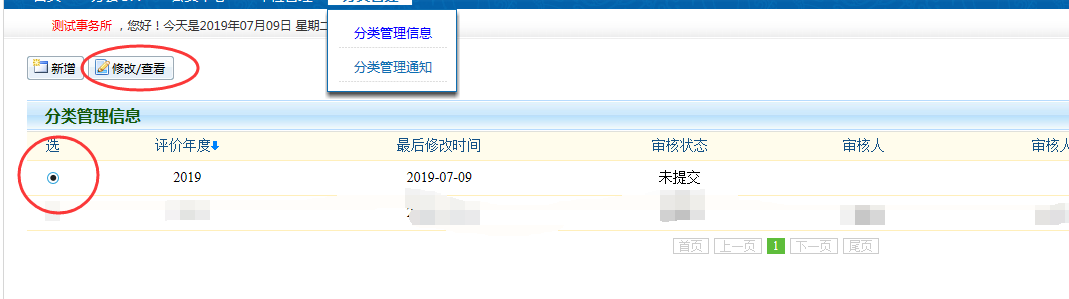 测试事务所 ，您好！今天是2019年07月09日 星期二
分类管理信息
分类管理通知
新增 修改/查看
分类管理信息
选 评价年度 最后修改时间 审核状态 审核人 审核人
2019 2019-07-09 未提交
首页 上一页 1 下一页 尾页